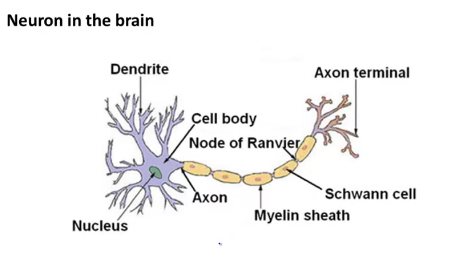 Neuron in the brain
Dendrite
Axon terminal
Cell body
Node of Ranvier
Axon
Schwann cell
Myelin sheath
Nucleus